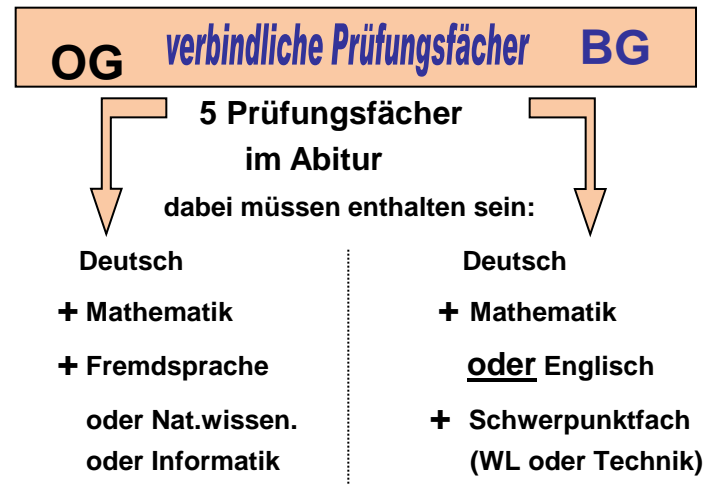 OG verbindliche Prüfungsfächer BG
5 Prüfungsfächer
im Abitur
dabei müssen enthalten sein:
Deutsch
+ Mathematik
+ Fremdsprache
oder Nat.wissen.
oder Informatik
Deutsch
+ Mathematik
oder Englisch
+ Schwerpunktfach
(WL oder Technik)